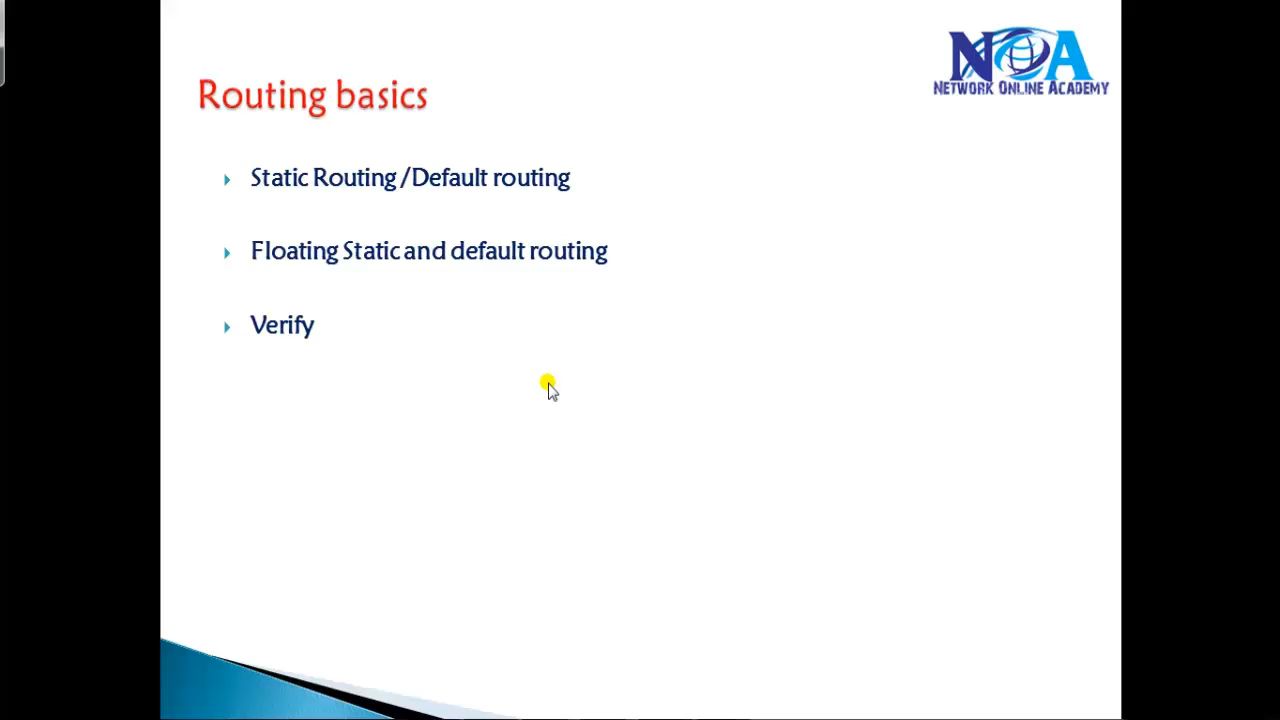 NOA
NETWORK ONLINE ACADEMY
Routing basics
Static Routing /Default routing
Floating Static and default routing
Verify